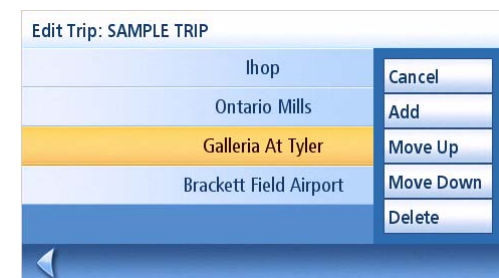 Edit Trip: SAMPLE TRIP
Ihop
Ontario Mills
Galleria At Tyler
Brackett Field Airport
Cancel
Add
Move Up
Move Down
Delete